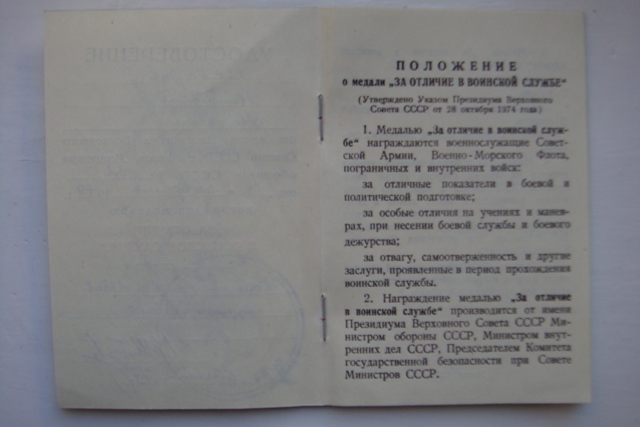 ПОЛОЖЕНИЕ
о медали „ЗА ОТЛИЧИЕ В ВОИНСКОЙ СЛУЖБЕ"
(Утверждено Указом Президиума Верховного
Совета СССР от 28 октября 1974 года)
1. Медалью „За отличие в воинской служ-
бе" награждаются военнослужащие Совет-
ской Армии, Военно-Морского Флота,
пограничных и внутренних войск:
за отличные показатели в боевой и
политической подготовке;
за особые отличия на учениях и манев-
рах, при несении боевой службы и боевого
дежурства;
за отвагу, самоотверженность и другие
заслуги, проявленные в период прохождения
воинской службы.
2. Награждение медалью „За отличие
в воинской службе" производится от имени
Президиума Верховного Совета СССР Ми-
нистром обороны СССР, Министром внут-
ренних дел СССР, Председателем Комитета
государственной безопасности при Совете
Министров СССР.